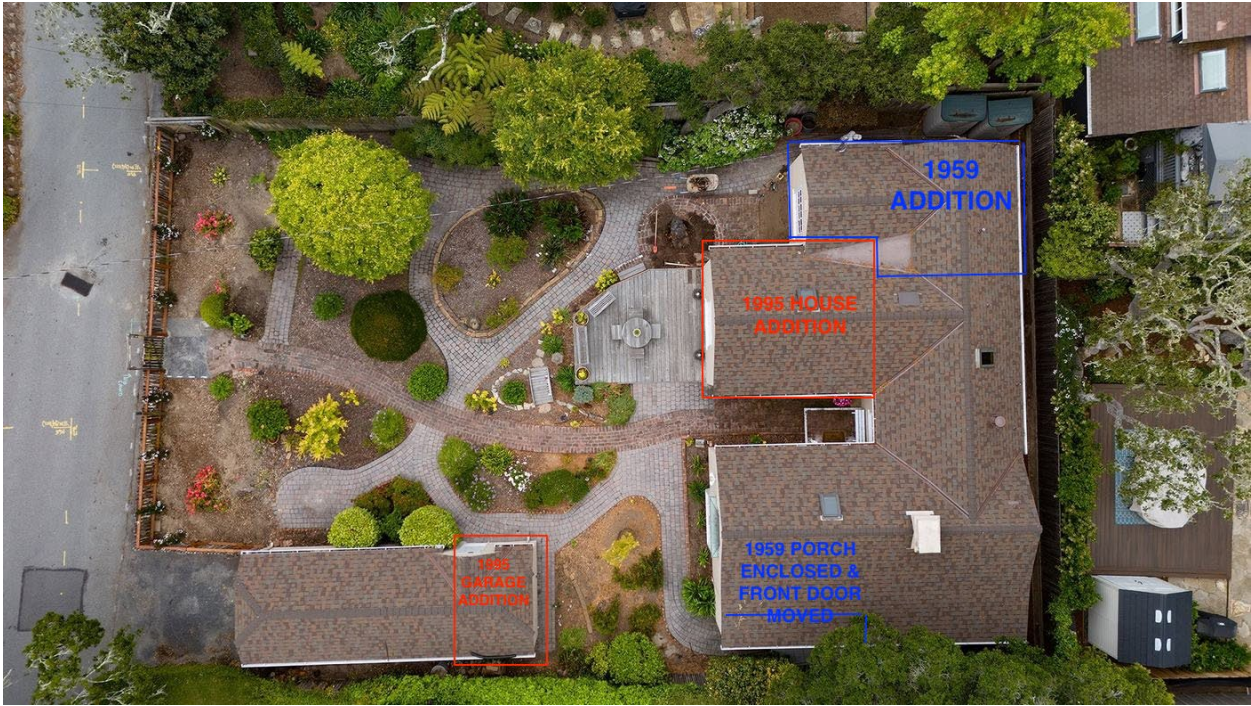 1959
ADDITION
1995 HOUSE
ADDITION
1959 PORCH
ENCLOSED &
FRONT DOOR
MOVED
1995
GARAGE
ADDITION